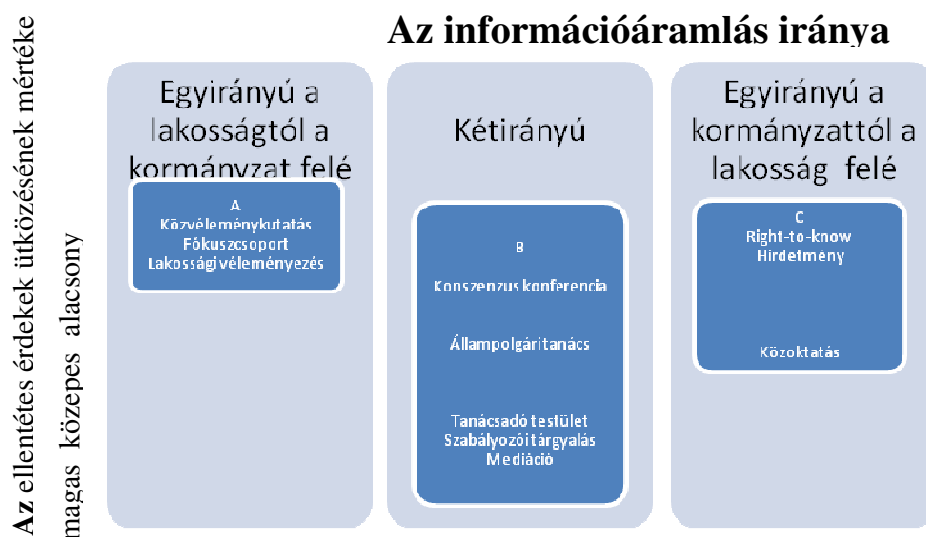 Az információáramlás iránya
Az ellentétes érdekek ütközésének mértéke
magas közepes alacsony
Egyirányú a
lakosságtól a
kormányzat felé
A
Közvéleménykutatás
Fókuszcsoport
Lakossági véleményezés
Kétirányú
B
Konszenzus konferencia
Állampolgári tanács
Tanácsadó testület
Szabályozói tárgyalás
Mediáció
Egyirányú a
kormányzattól a
lakosság felé
C
Right-to-know
Hirdetmény
Közoktatás